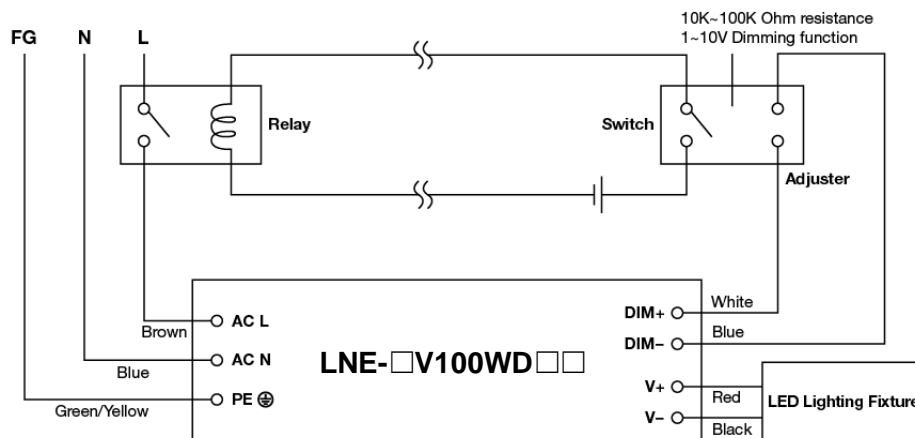 10K~100K Ohm resistance
1~10V Dimming function
FG N L
Relay
Switch
Adjuster
Brown
AC L
Blue
AC N
Green/Yellow
PE
LNE-□V100WD□□
DIM+
White
DIM−
Blue
V+
Red
V−
Black
LED Lighting Fixture